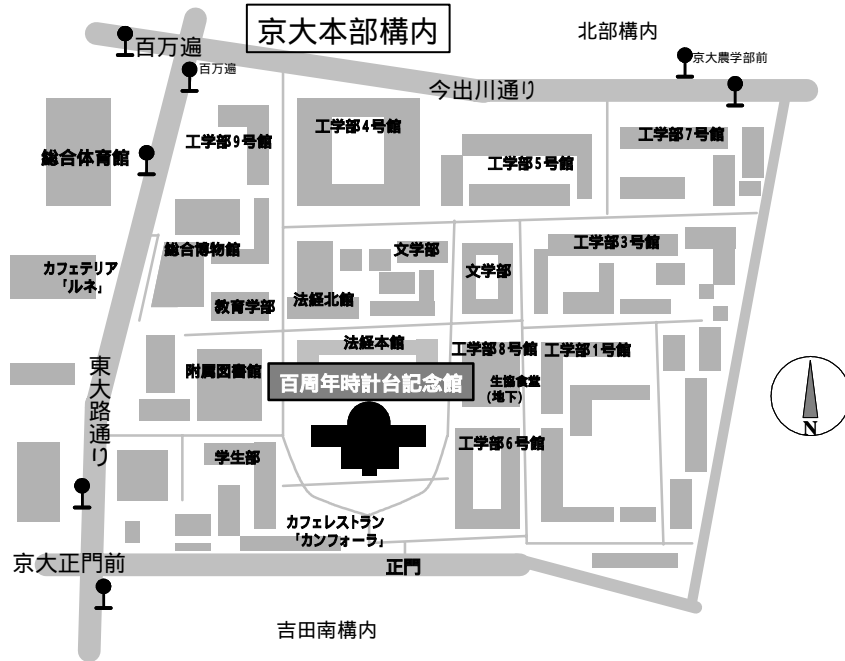 京大本部構内
北部構内
百万遍
百万遍
京大農学部前
今出川通り
工学部9号館
工学部4号館
工学部7号館
総合体育館
工学部5号館
総合博物館
文学部
文学部
工学部3号館
カフェテリア
「ルネ」
教育学部
法経北館
法経本館
工学部8号館
工学部1号館
東大路通り
附属図書館
百周年時計台記念館
生協食堂
(地下)
N
学生部
工学部6号館
カフェレストラン
「カンフォーラ」
京大正門前
正門
吉田南構内